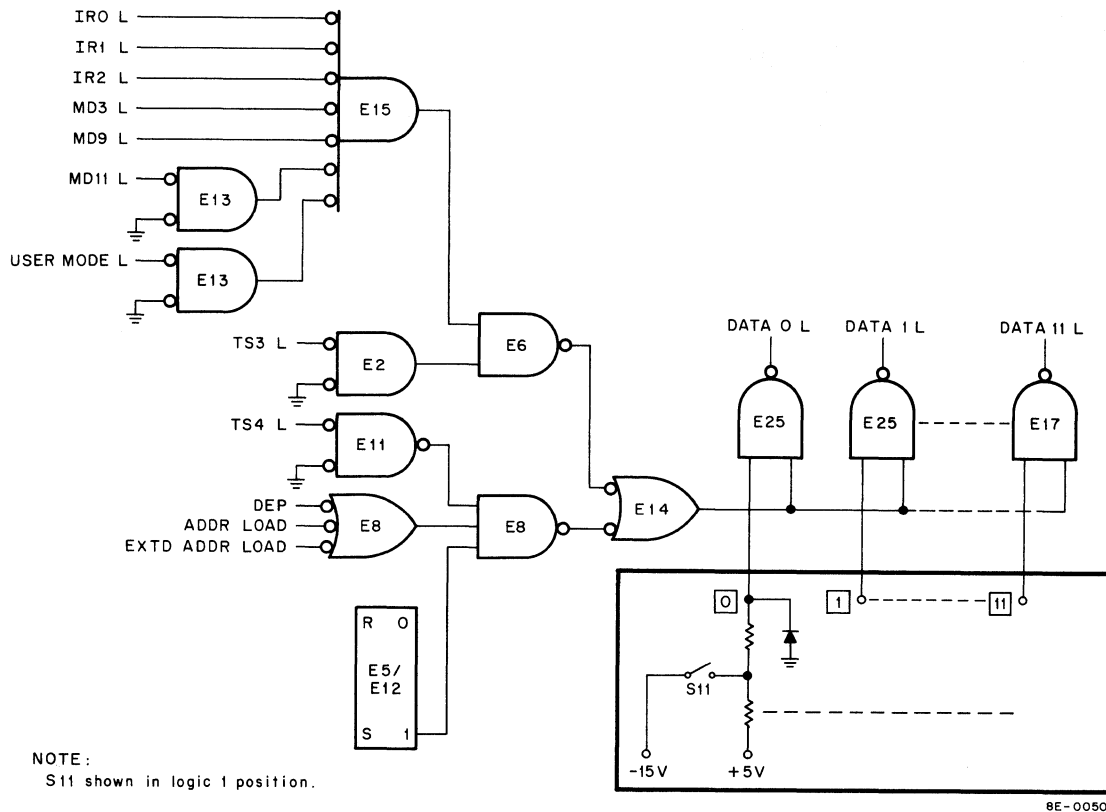 IR0 L
IR1 L
IR2 L
MD3 L
MD9 L
E15
MD11 L
E13
USER MODE L
E13
TS3 L
E2
E6
DATA 0 L
DATA 1 L
DATA 11 L
E25
E25
E17
TS4 L
E11
DEP
ADDR LOAD
EXTD ADDR LOAD
E8
E8
E14
0
1
11
R 0
E5/
E12
S 1
S11
-15V
+5V
NOTE:
S11 shown in logic 1 position.
8E-0050